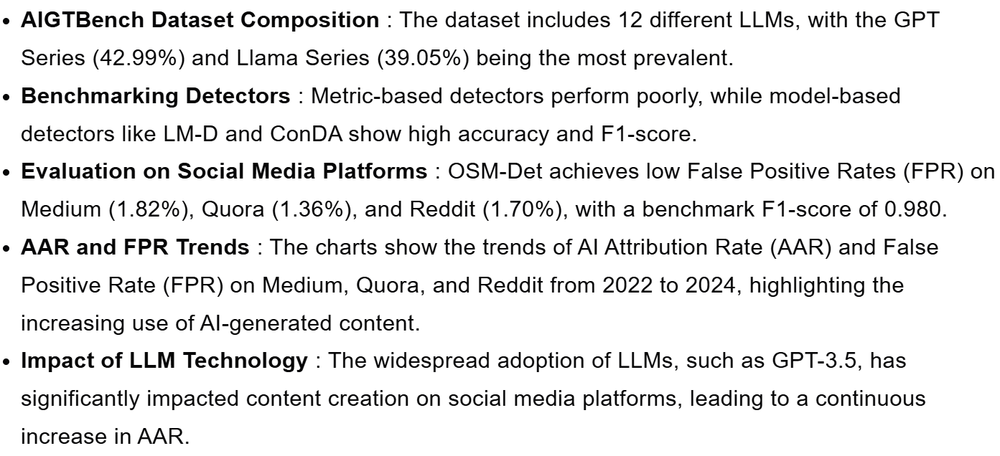 • AIGTBench Dataset Composition : The dataset includes 12 different LLMs, with the GPT
Series (42.99%) and Llama Series (39.05%) being the most prevalent.
• Benchmarking Detectors : Metric-based detectors perform poorly, while model-based
detectors like LM-D and ConDA show high accuracy and F1-score.
• Evaluation on Social Media Platforms : OSM-Det achieves low False Positive Rates (FPR) on
Medium (1.82%), Quora (1.36%), and Reddit (1.70%), with a benchmark F1-score of 0.980.
• AAR and FPR Trends : The charts show the trends of AI Attribution Rate (AAR) and False
Positive Rate (FPR) on Medium, Quora, and Reddit from 2022 to 2024, highlighting the
increasing use of AI-generated content.
• Impact of LLM Technology : The widespread adoption of LLMs, such as GPT-3.5, has
significantly impacted content creation on social media platforms, leading to a continuous
increase in AAR.